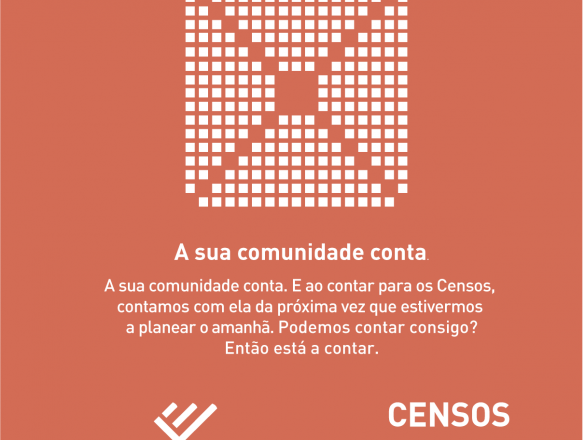 A sua comunidade conta.
A sua comunidade conta. E ao contar para os Censos,
contamos com ela da próxima vez que estivermos
a planear o amanhã. Podemos contar consigo?
Então está a contar.
CENSOS